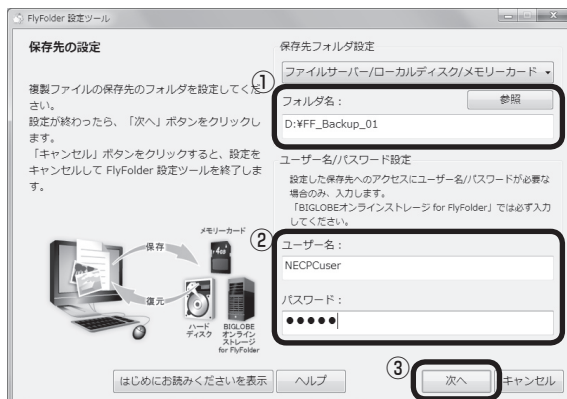 FlyFolder 設定ツール
保存先の設定
複製ファイルの保存先のフォルダを設定してくだ
さい。
設定が終わったら、「次へ」ボタンをクリックし
ます。
「キャンセル」ボタンをクリックすると、設定を
キャンセルして FlyFolder 設定ツールを終了しま
す。
メモリーカード
4GB
保存
復元
ハード
ディスク
BIGLOBE
オンライン
ストレージ
for FlyFolder
保存先フォルダ設定
ファイルサーバー/ローカルディスク/メモリーカード
①
フォルダ名：
参照
D:¥FF_Backup_01
ユーザー名/パスワード設定
設定した保存先へのアクセスにユーザー名/パスワードが必要な
場合のみ、入力します。
「BIGLOBEオンラインストレージ for FlyFolder」では必ず入力
してください。
②
ユーザー名：
NECPCuser
パスワード：
●●●●●
はじめにお読みくださいを表示
ヘルプ
③
次へ
キャンセル